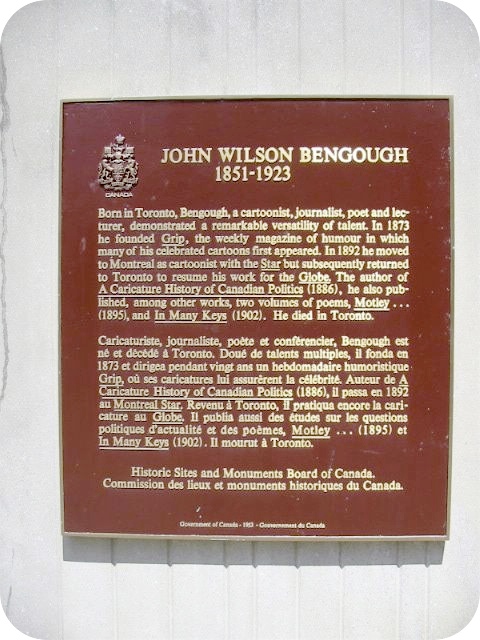 CANADA
JOHN WILSON BENGOUGH
1851-1923
Born in Toronto, Bengough, a cartoonist, journalist, poet and lec-
turer, demonstrated a remarkable versatility of talent. In 1873
he founded Grip, the weekly magazine of humour in which
many of his celebrated cartoons first appeared. In 1892 he moved
to Montreal as cartoonist with the Star but subsequently returned
to Toronto to resume his work for the Globe. The author of
A Caricature History of Canadian Politics (1886), he also pub-
lished, among other works, two volumes of poems, Motley ...
(1895), and In Many Keys (1902). He died in Toronto.
Caricaturiste, journaliste, poète et conférencier, Bengough est
né et décédé à Toronto. Doué de talents multiples, il fonda en
1873 et dirigea pendant vingt ans un hebdomadaire humoristique
Grip, où ses caricatures lui assurèrent la célébrité. Auteur de A
Caricature History of Canadian Politics (1886), il passa en 1892
au Montreal Star. Revenu à Toronto, il pratiqua encore la cari-
cature au Globe. Il publia aussi des études sur les questions
politiques d'actualité et des poèmes, Motley ... (1895) et
In Many Keys (1902). Il mourut à Toronto.
Historic Sites and Monuments Board of Canada.
Commission des lieux et monuments historiques du Canada.
Government of Canada - 1983 - Gouvernement du Canada